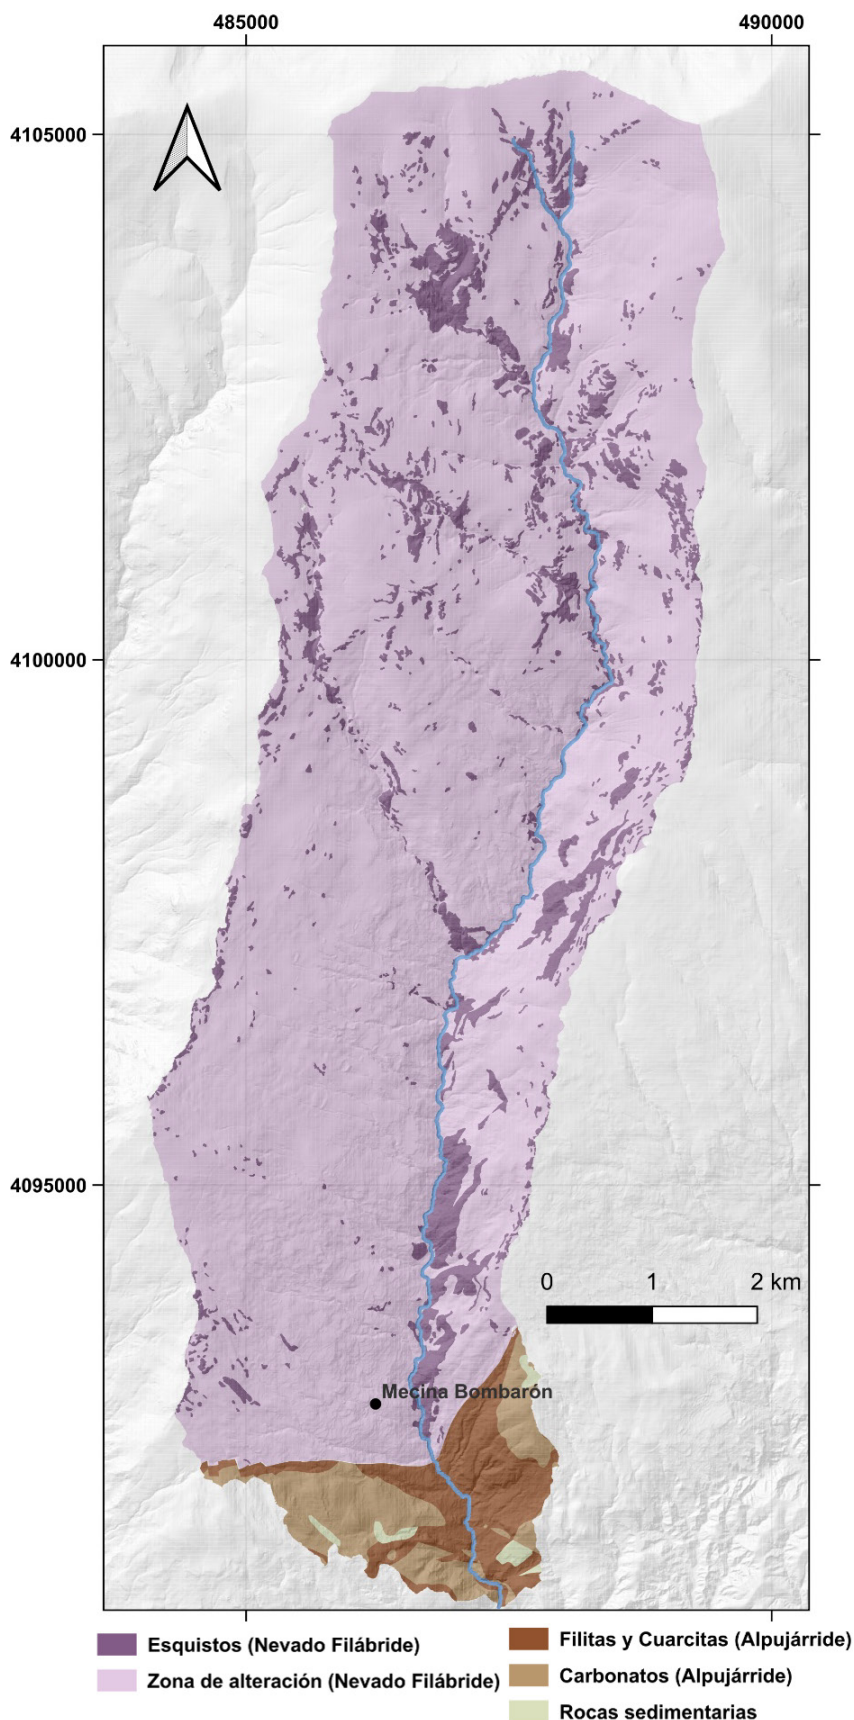 485000
490000
4105000
4100000
4095000
0 1 2 km
Mecina Bombarón
Esquistos (Nevado Filábride)
Zona de alteración (Nevado Filábride)
Filitas y Cuarcitas (Alpujárride)
Carbonatos (Alpujárride)
Rocas sedimentarias